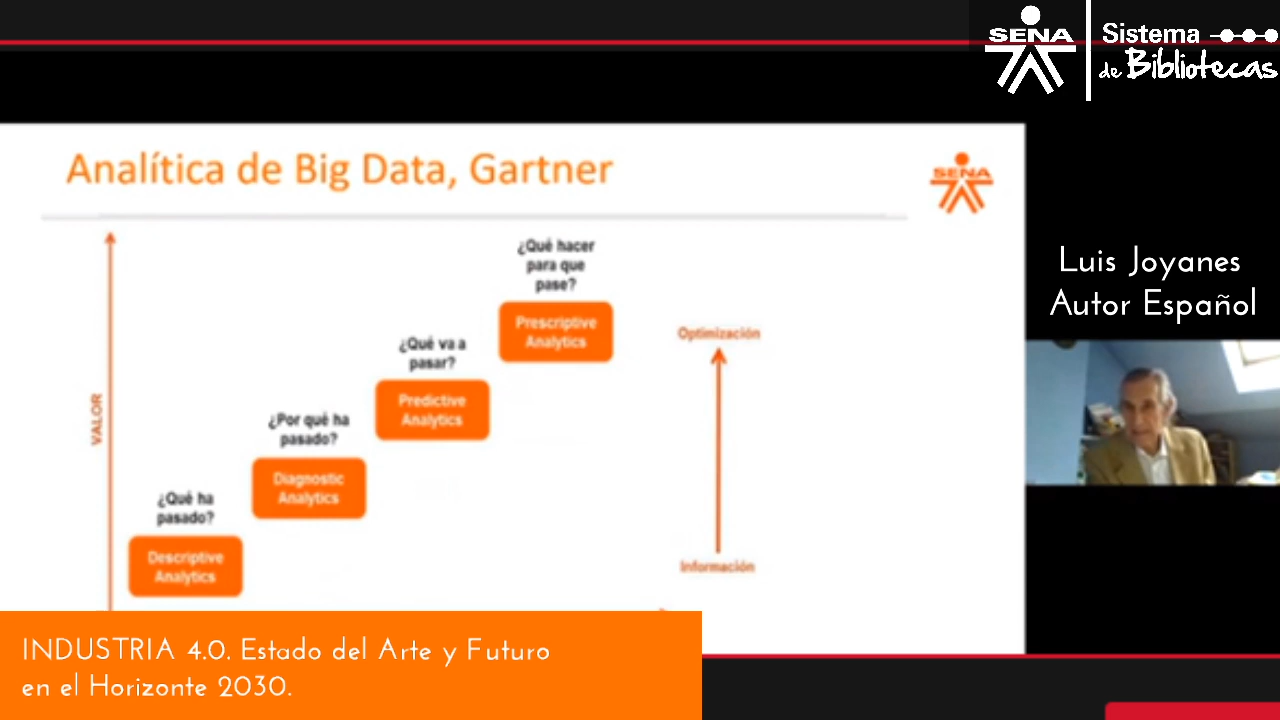 SENA
Sistema
de Bibliotecas
Analítica de Big Data, Gartner
SENA
¿Qué hacer
para que
pase?
Prescriptive
Analytics
¿Qué va a
pasar?
Predictive
Analytics
¿Por qué ha
pasado?
Diagnostic
Analytics
¿Qué ha
pasado?
Descriptive
Analytics
VALOR
Optimización
Información
Luis Joyanes
Autor Español
INDUSTRIA 4.0. Estado del Arte y Futuro
en el Horizonte 2030.